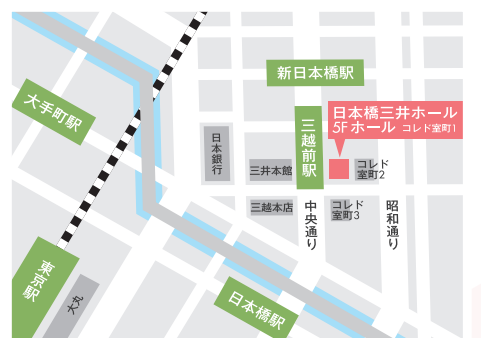 新日本橋駅
大手町駅
日本橋三井ホール
5Fホール コレド室町1
三越前駅
日本銀行
三井本館
コレド
室町2
三越本店
コレド
室町3
中央通り
昭和通り
東京駅
大丸
日本橋駅